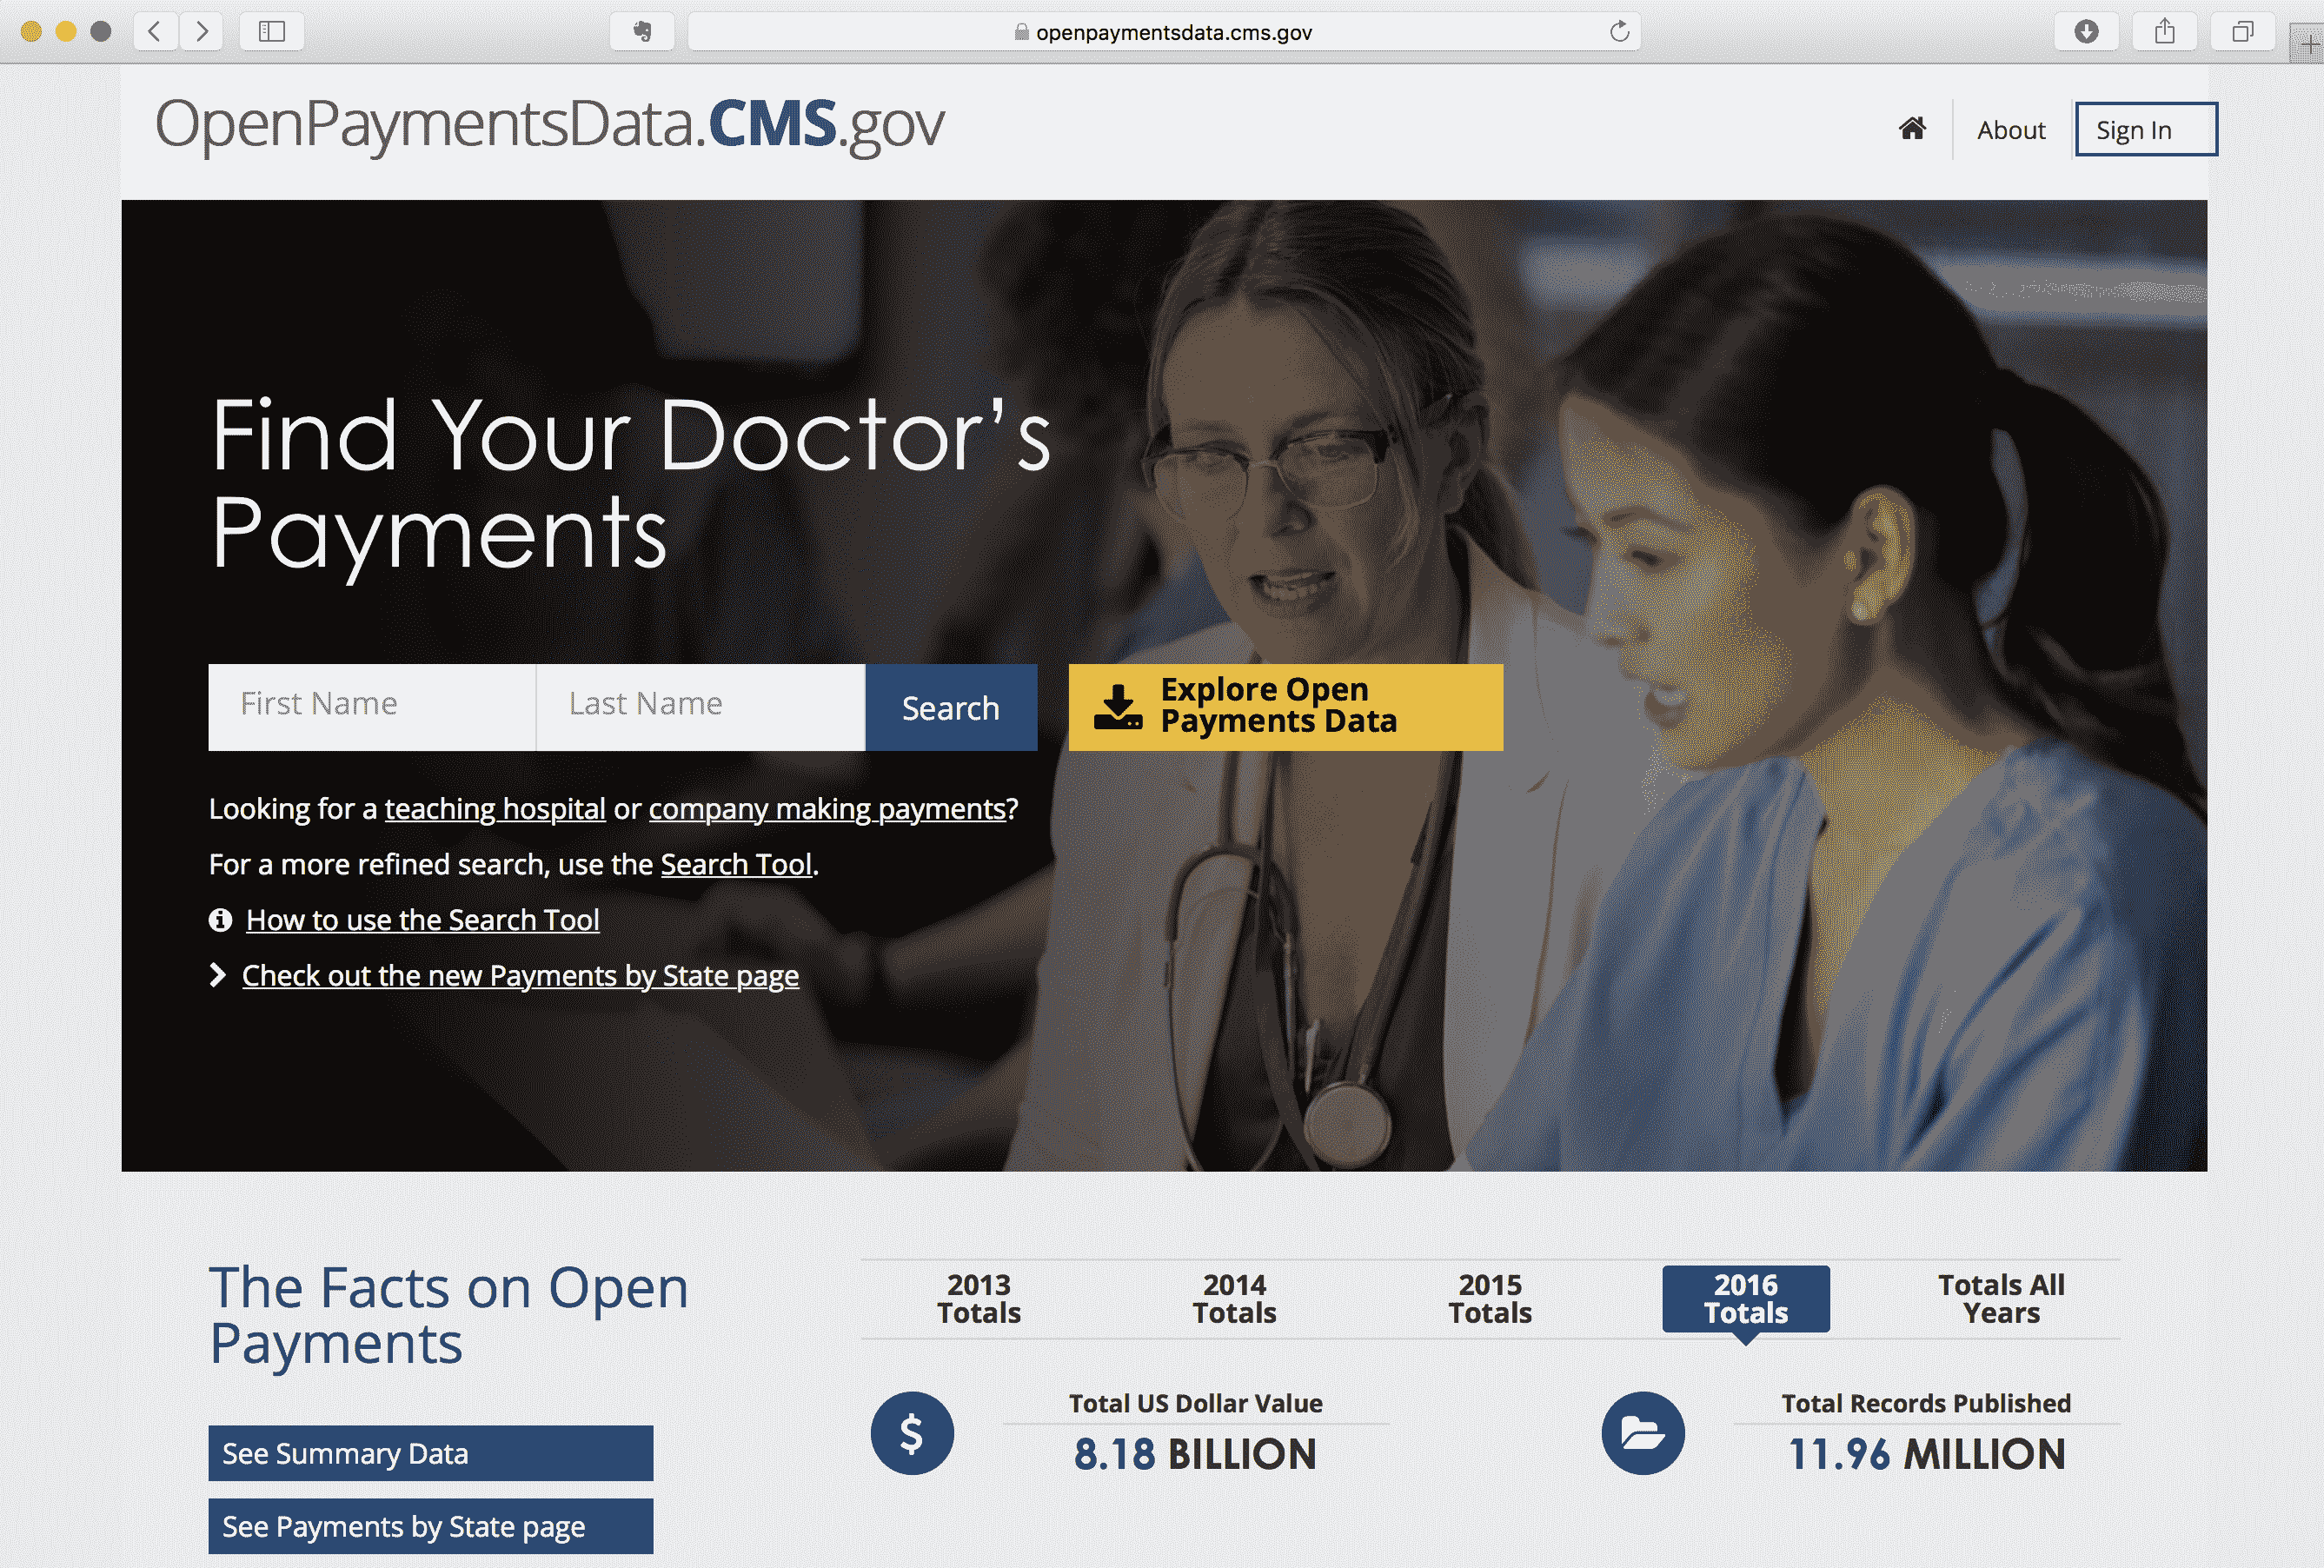 openpaymentsdata.cms.gov
OpenPaymentsData.CMS.gov
About
Sign In
Find Your Doctor's
Payments
First Name
Last Name
Search
Explore Open
Payments Data
Looking for a teaching hospital or company making payments?
For a more refined search, use the Search Tool.
How to use the Search Tool
Check out the new Payments by State page
The Facts on Open
Payments
See Summary Data
See Payments by State page
2013
Totals
2014
Totals
2015
Totals
2016
Totals
Totals All
Years
$
Total US Dollar Value
8.18 BILLION
Total Records Published
11.96 MILLION